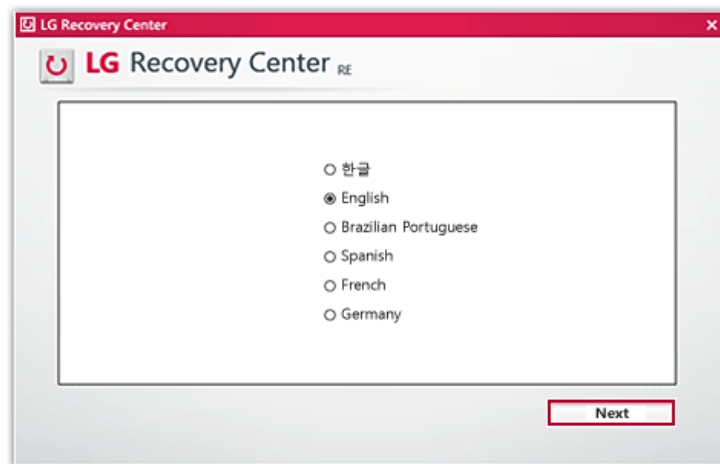 LG Recovery Center
LG Recovery Center RE
한글
English
Brazilian Portuguese
Spanish
French
Germany
Next